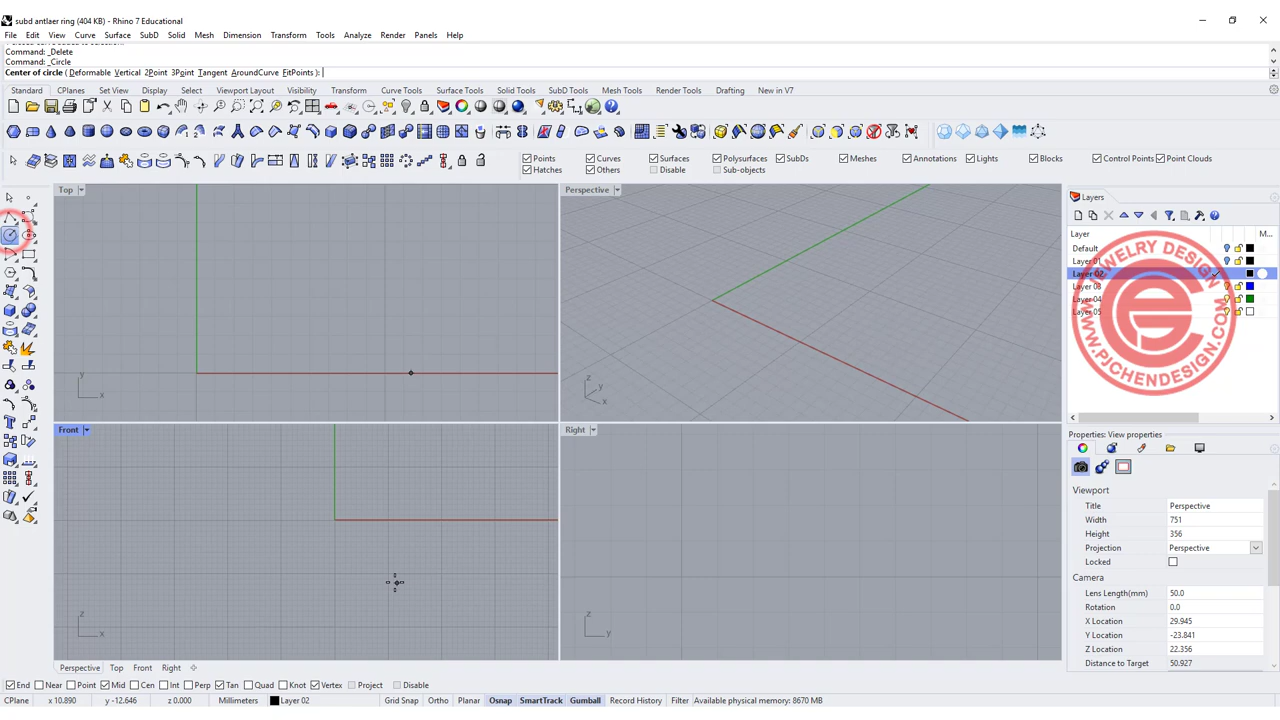 subd antlaer ring (404 KB) - Rhino 7 Educational
File Edit View Curve Surface SubD Solid Mesh Dimension Transform Tools Analyze Render Panels Help
Command: _Delete
Command: _Circle
Center of circle ( Deformable Vertical 2Point 3Point Tangent AroundCurve FitPoints ):
Standard CPlanes Set View Display Select Viewport Layout Visibility Transform Curve Tools Surface Tools Solid Tools SubD Tools Mesh Tools Render Tools Drafting New in V7
Points Curves Surfaces Polysurfaces SubDs Meshes Annotations Lights Blocks Control Points Point Clouds
Hatches Others Disable Sub-objects
Top
Perspective
Layers
Layer M...
Default
Layer 01
Layer 02
Layer 03
Layer 04
Layer 05
JEWELRY DESIGN
WWW.PJCHENDESIGN.COM
y
x
z
y
x
Front
Right
z
x
z
y
Properties: View properties
Viewport
Title Perspective
Width 751
Height 356
Projection Perspective
Locked
Camera
Lens Length(mm) 50.0
Rotation 0.0
X Location 29.945
Y Location -23.841
Z Location 22.356
Distance to Target 50.927
Perspective Top Front Right
End Near Point Mid Cen Int Perp Tan Quad Knot Vertex Project Disable
CPlane x 10.890 y -12.646 z 0.000 Millimeters Layer 02 Grid Snap Ortho Planar Osnap SmartTrack Gumball Record History Filter Available physical memory: 8670 MB